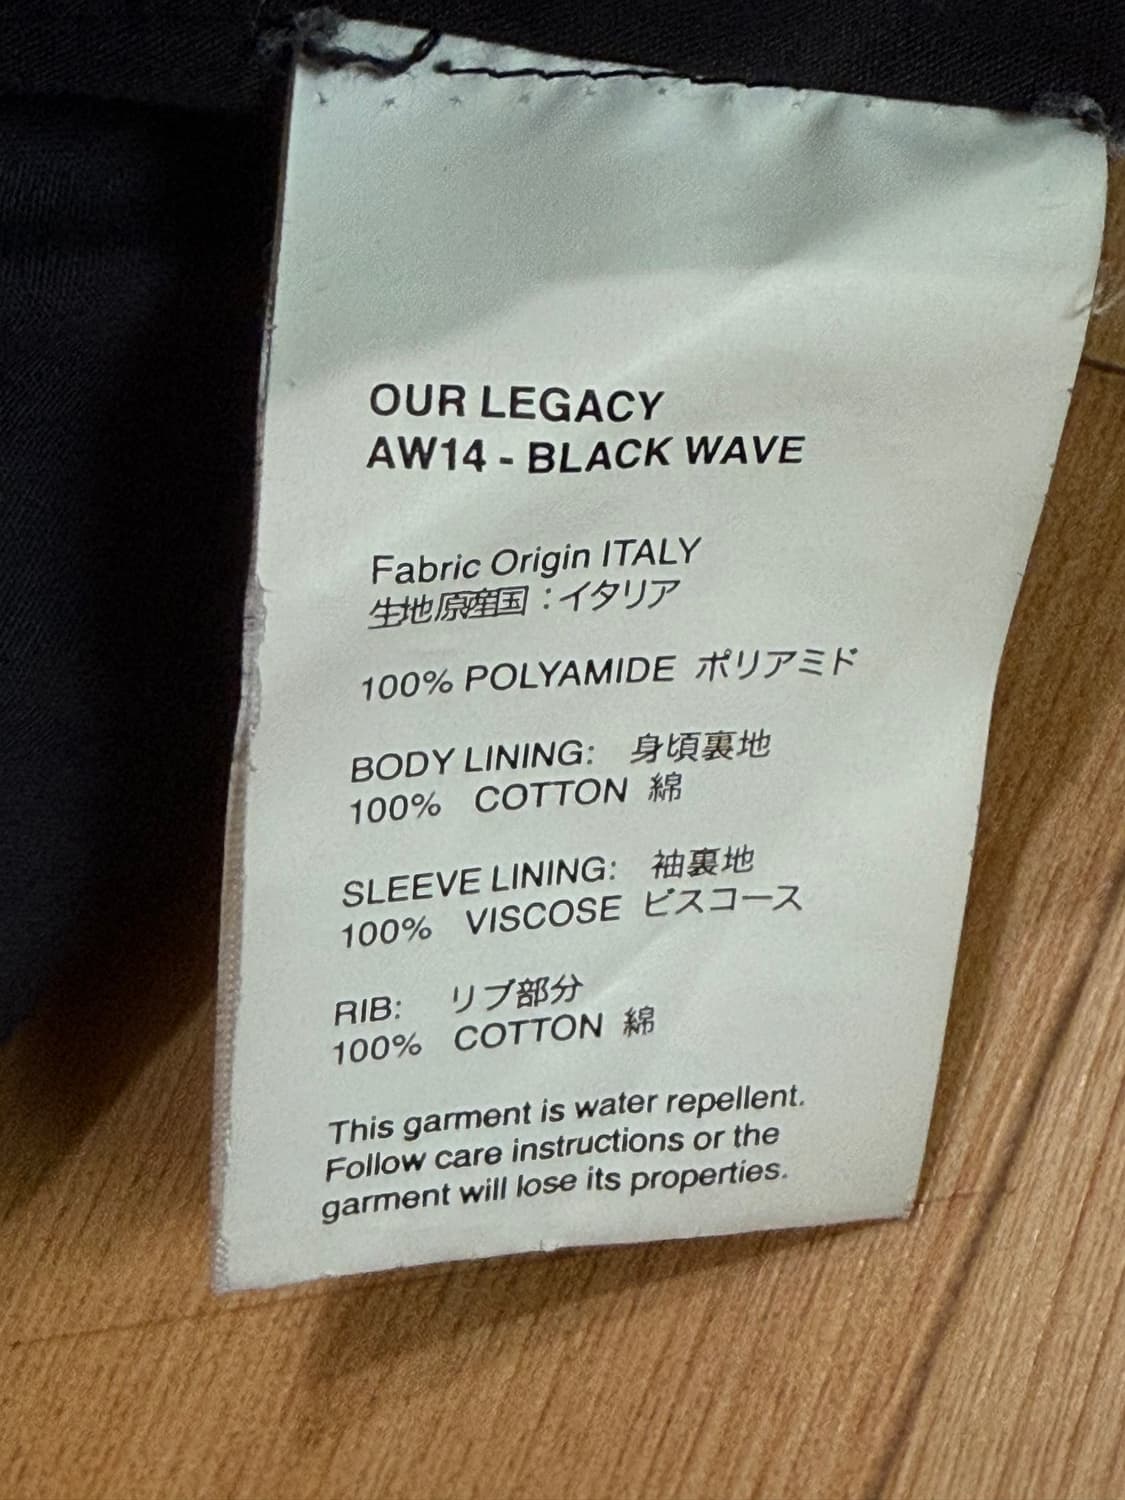 OUR LEGACY
AW14 - BLACK WAVE
Fabric Origin ITALY
生地原産国：イタリア
100% POLYAMIDE ポリアミド
BODY LINING: 身頃裏地
100% COTTON 綿
SLEEVE LINING: 袖裏地
100% VISCOSE ビスコース
RIB: リブ部分
100% COTTON 綿
This garment is water repellent.
Follow care instructions or the
garment will lose its properties.